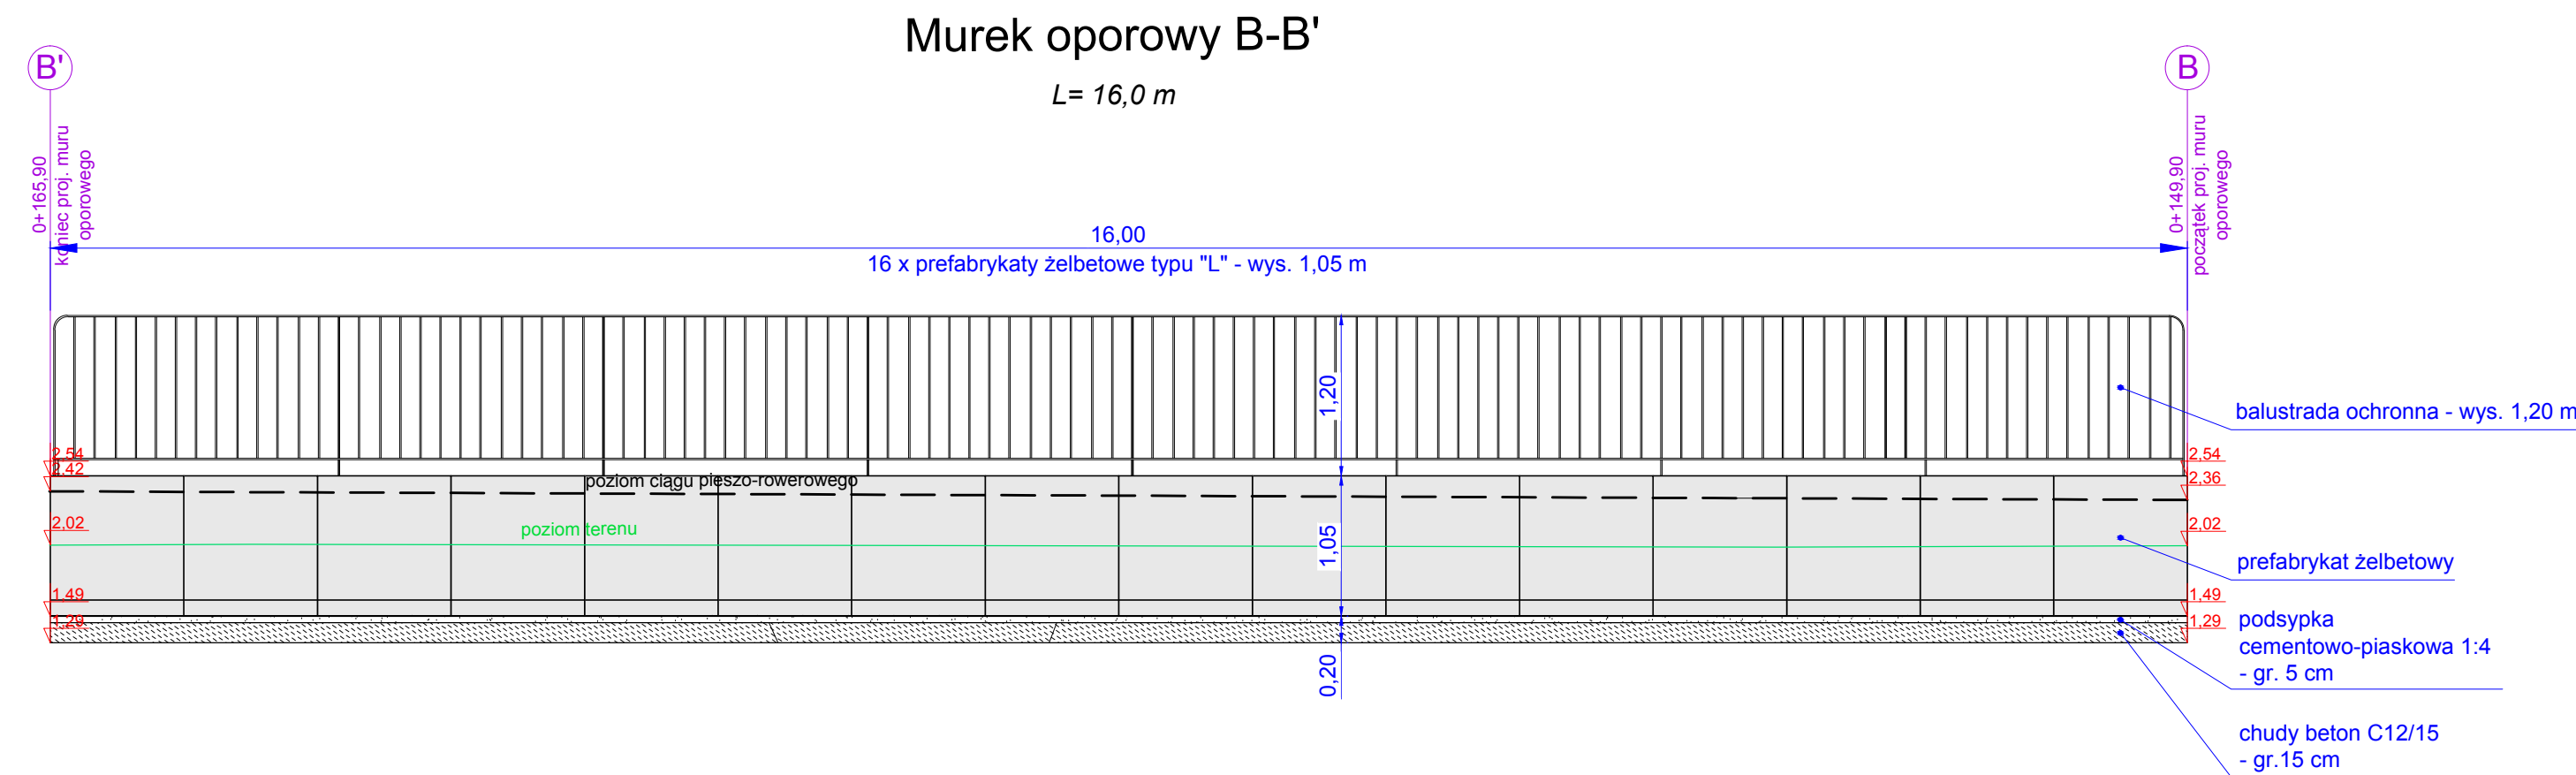 Murek oporowy B-B'
L= 16,0 m
B'
B
0+165,90
koniec proj. muru
oporowego
0+149,90
początek proj. muru
oporowego
16,00
16 x prefabrykaty żelbetowe typu "L" - wys. 1,05 m
1,20
balustrada ochronna - wys. 1,20 m
2,54
2,42
2,54
2,36
poziom ciągu pieszo-rowerowego
2,02
poziom terenu
1,05
2,02
prefabrykat żelbetowy
1,49
1,29
1,49
1,29
podsypka
cementowo-piaskowa 1:4
- gr. 5 cm
0,20
chudy beton C12/15
- gr.15 cm